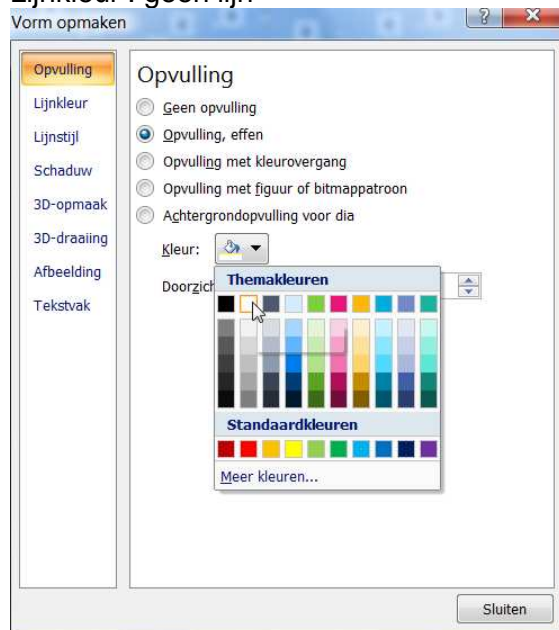 Lijnkleur : geen lijn
Vorm opmaken
Opvulling
Lijnkleur
Lijnstijl
Schaduw
3D-opmaak
3D-draaiing
Afbeelding
Tekstvak
Opvulling
Geen opvulling
Opvulling, effen
Opvulling met kleurovergang
Opvulling met figuur of bitmappatroon
Achtergrondopvulling voor dia
Kleur:
Themakleuren
Standaardkleuren
Meer kleuren...
Sluiten